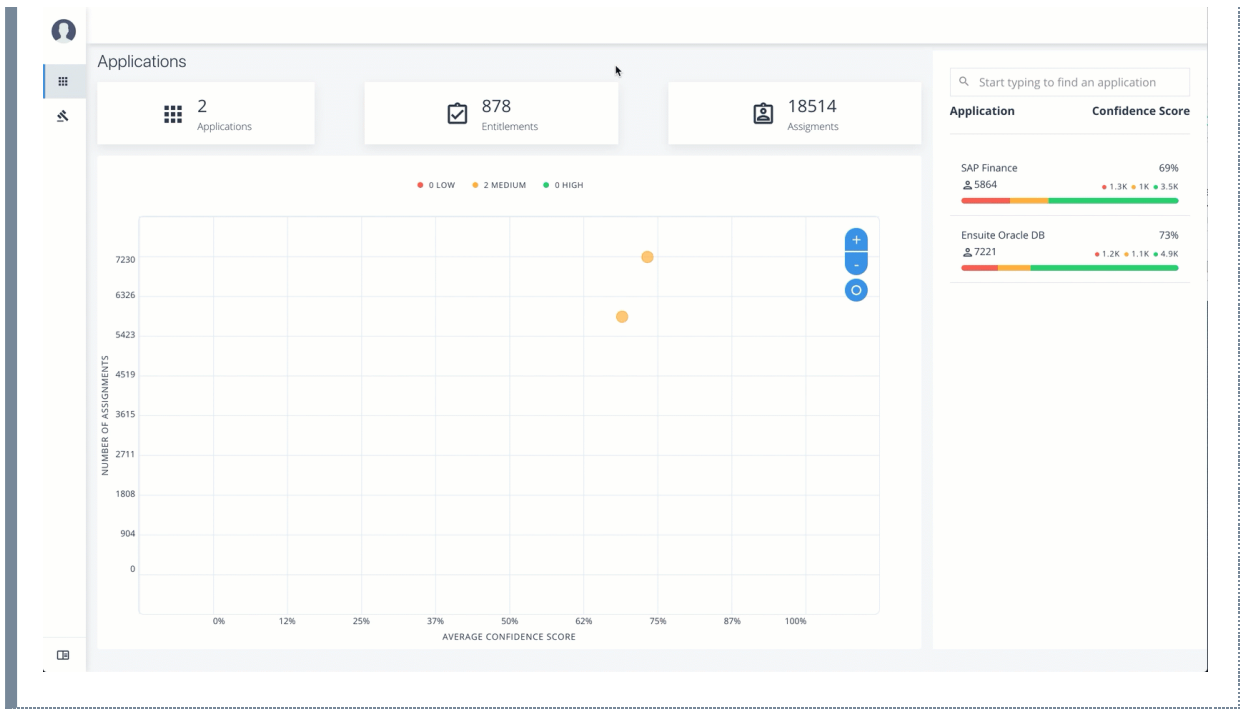 Applications
2
Applications
878
Entitlements
18514
Assigments
0 LOW 2 MEDIUM 0 HIGH
+
-
7230
6326
5423
4519
3615
2711
1808
904
0
NUMBER OF ASSIGNMENTS
0% 12% 25% 37% 50% 62% 75% 87% 100%
AVERAGE CONFIDENCE SCORE
Start typing to find an application
Application Confidence Score
SAP Finance 69%
5864 1.3K 1K 3.5K
Ensuite Oracle DB 73%
7221 1.2K 1.1K 4.9K